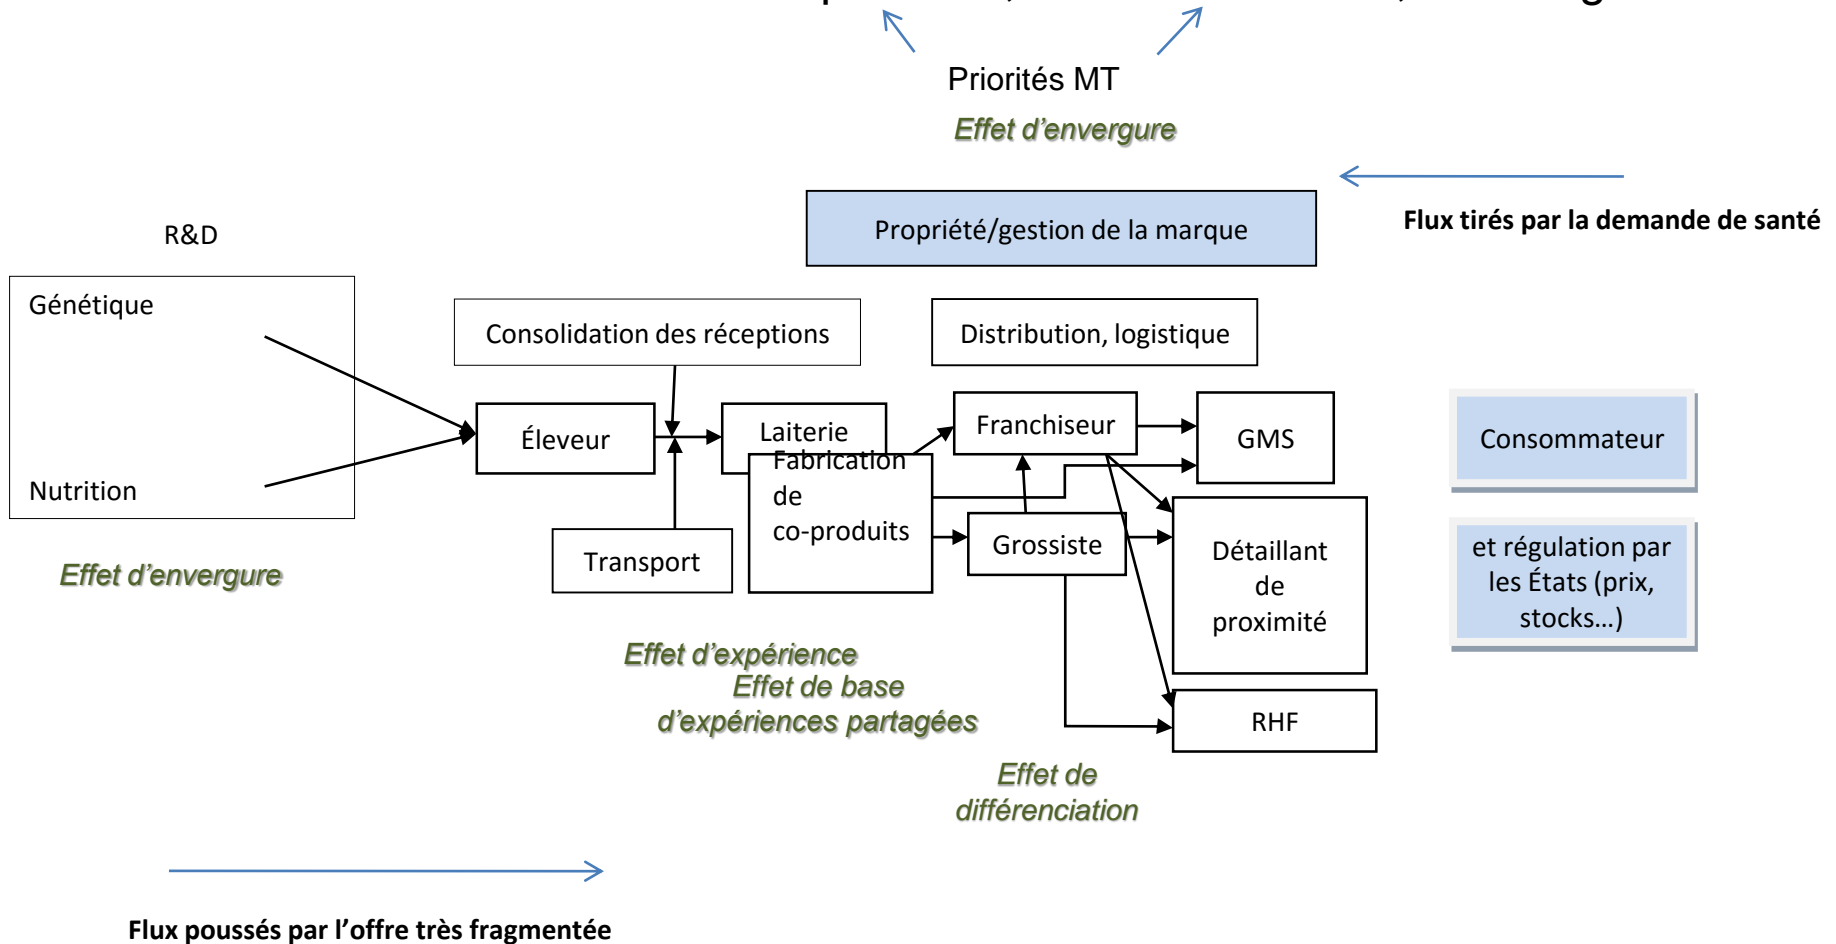 Priorités MT
Effet d’envergure
Propriété/gestion de la marque
Flux tirés par la demande de santé
R&D
Génétique
Nutrition
Effet d’envergure
Consolidation des réceptions
Distribution, logistique
Éleveur
Transport
Laiterie
Fabrication
de
co-produits
Franchiseur
Grossiste
GMS
Détaillant
de
proximité
RHF
Consommateur
et régulation par
les États (prix,
stocks…)
Effet d’expérience
Effet de base
d’expériences partagées
Effet de
différenciation
Flux poussés par l’offre très fragmentée